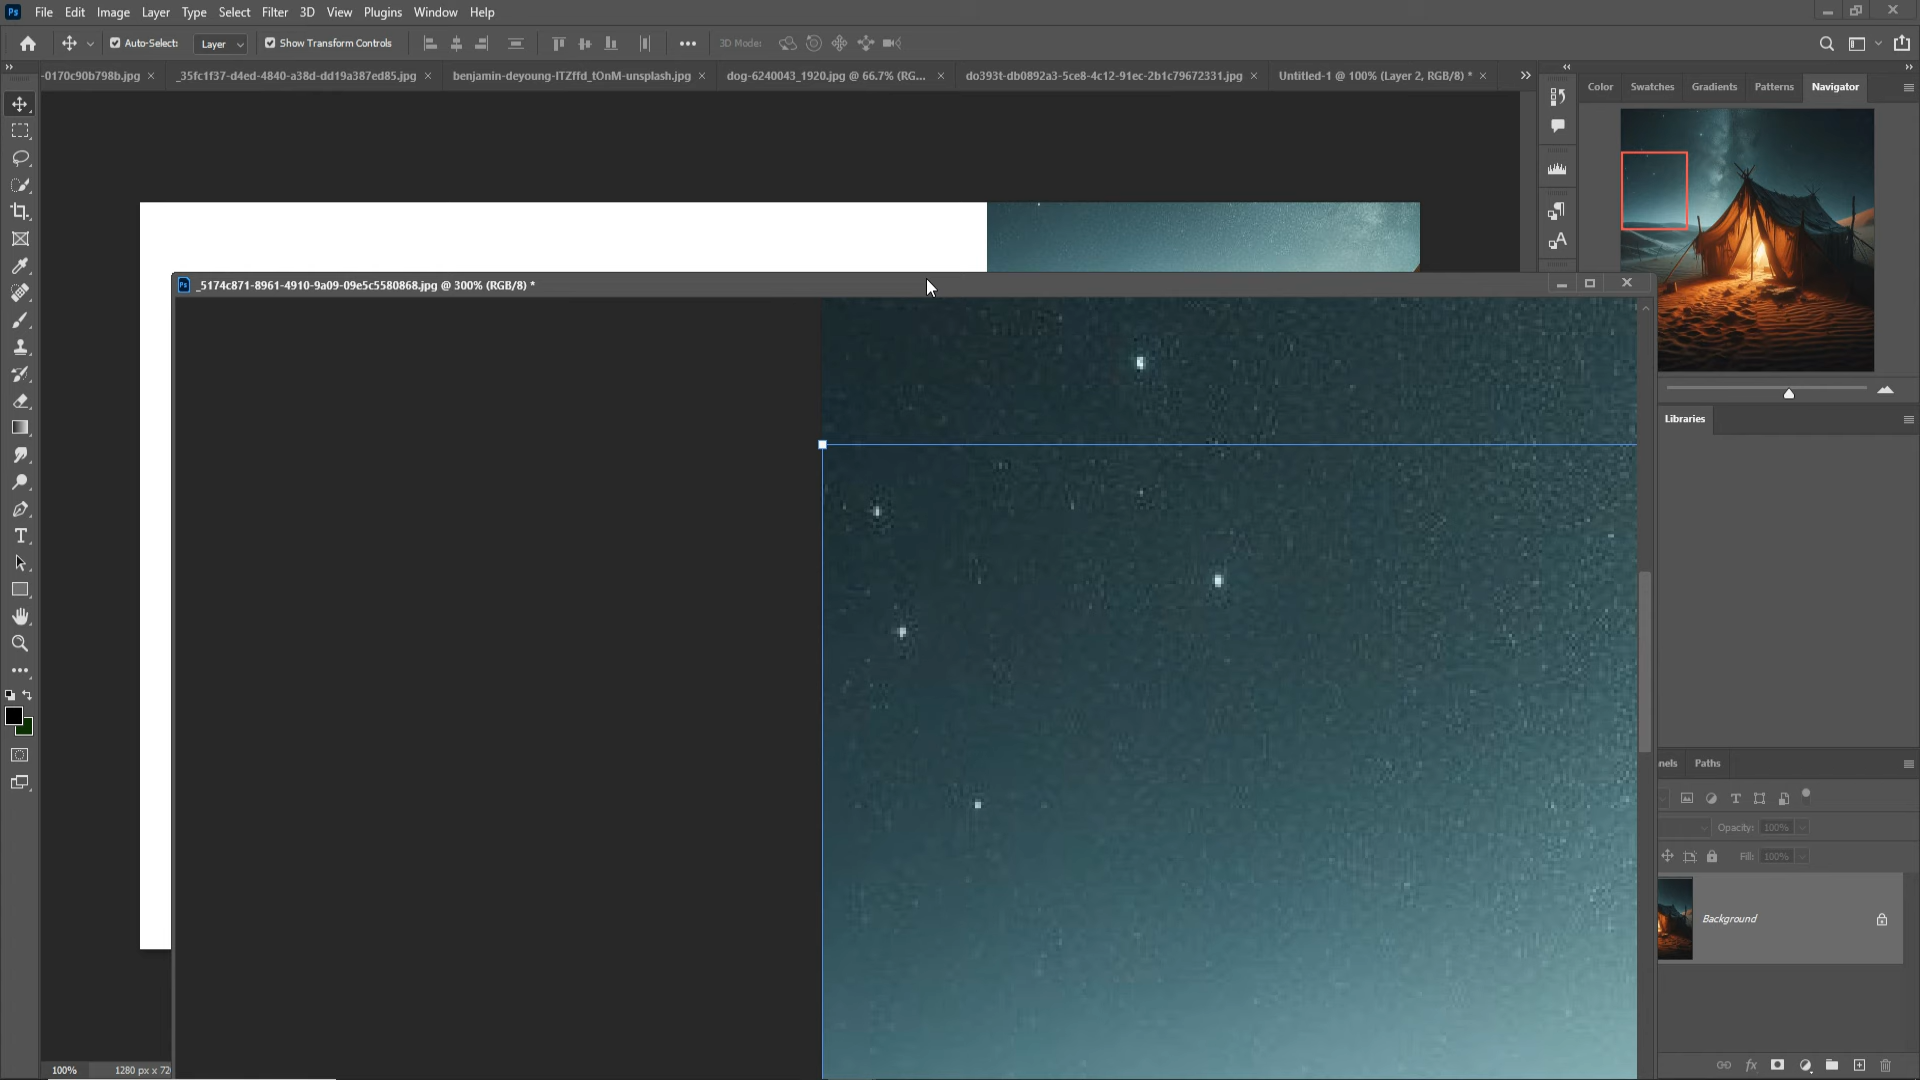 Ps File Edit Image Layer Type Select Filter 3D View Plugins Window Help
Auto-Select: Layer Show Transform Controls 3D Mode:
-0170c90b798b.jpg × _35fc1f37-d4ed-4840-a38d-dd19a387ed85.jpg × benjamin-deyoung-lTZffd_tOnM-unsplash.jpg × dog-6240043_1920.jpg @ 66.7% (RG... × do393t-db0892a3-5ce8-4c12-91ec-2b1c79672331.jpg × Untitled-1 @ 100% (Layer 2, RGB/8) * ×
Color Swatches Gradients Patterns Navigator
Ps _5174c871-8961-4910-9a09-09e5c5580868.jpg @ 300% (RGB/8) *
Libraries
nels Paths
Opacity: 100%
Fill: 100%
Background
100% 1280 px x 72